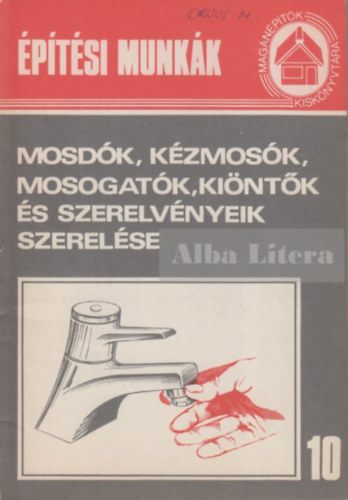 ÉPÍTÉSI MUNKÁK
MAGÁNÉPÍTŐK
KISKÖNYVTÁRA
MOSDÓK, KÉZMOSÓK,
MOSOGATÓK, KIÖNTŐK
ÉS SZERELVÉNYEIK
SZERELÉSE
Alba Litera
10